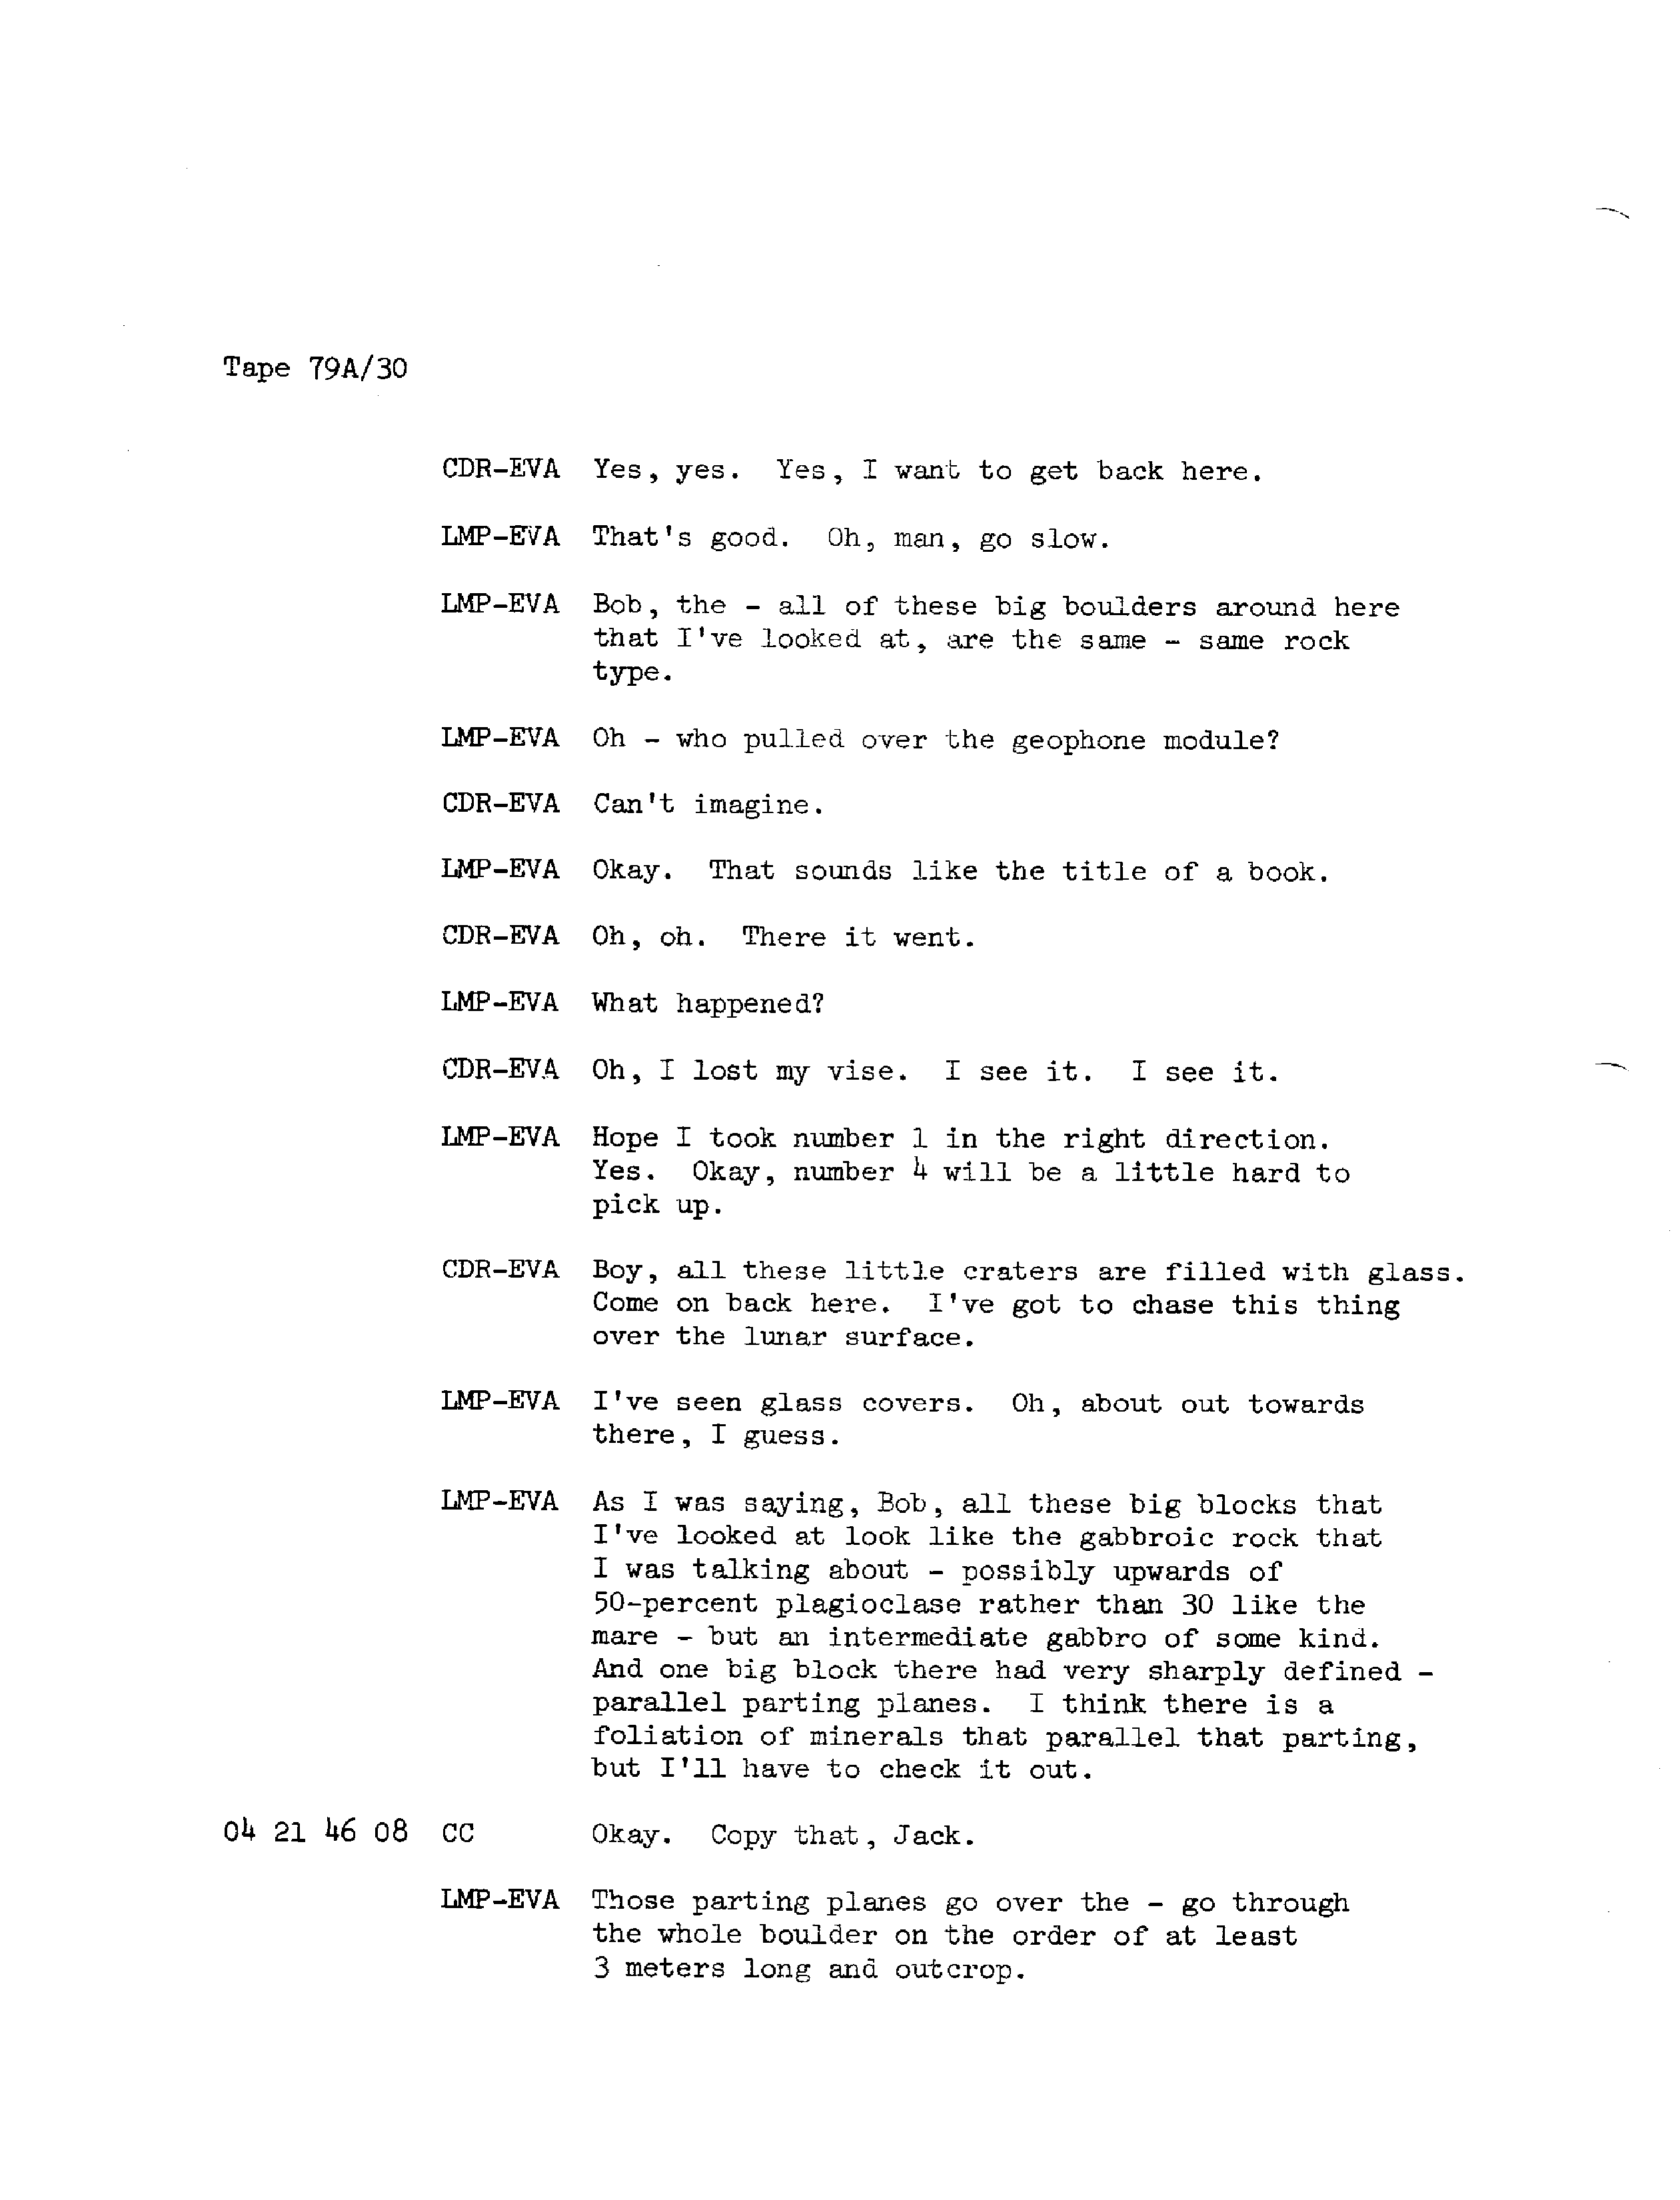 Tape 79A/30
CDR-EVA Yes, yes. Yes, I want to get back here.
LMP-EVA That's good. Oh, man, go slow.
LMP-EVA Bob, the - all of these big boulders around here
that I've looked at, are the same - same rock
type.
LMP-EVA Oh - who pulled over the geophone module?
CDR-EVA Can't imagine.
LMP-EVA Okay. That sounds like the title of a book.
CDR-EVA Oh, oh. There it went.
LMP-EVA What happened?
CDR-EVA Oh, I lost my vise. I see it. I see it.
LMP-EVA Hope I took number 1 in the right direction.
Yes. Okay, number 4 will be a little hard to
pick up.
CDR-EVA Boy, all these little craters are filled with glass.
Come on back here. I've got to chase this thing
over the lunar surface.
LMP-EVA I've seen glass covers. Oh, about out towards
there, I guess.
LMP-EVA As I was saying, Bob, all these big blocks that
I've looked at look like the gabbroic rock that
I was talking about - possibly upwards of
50-percent plagioclase rather than 30 like the
mare - but an intermediate gabbro of some kind.
And one big block there had very sharply defined -
parallel parting planes. I think there is a
foliation of minerals that parallel that parting,
but I'll have to check it out.
04 21 46 08 CC Okay. Copy that, Jack.
LMP-EVA Those parting planes go over the - go through
the whole boulder on the order of at least
3 meters long and outcrop.